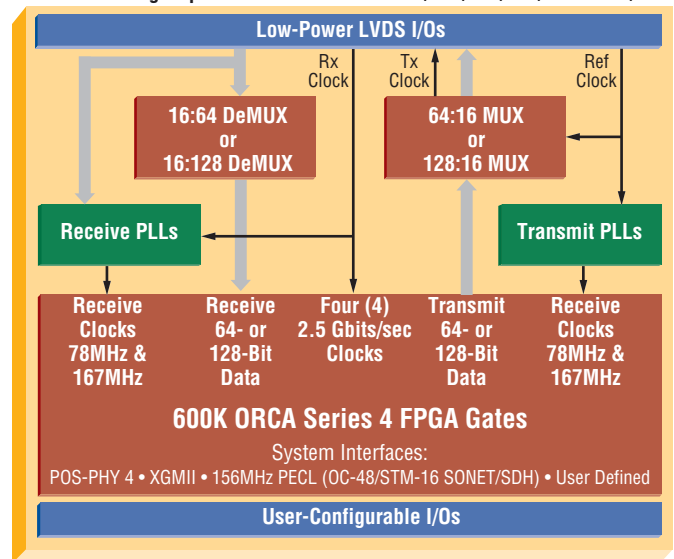 Low-Power LVDS I/Os
Rx
Clock
Tx
Clock
Ref
Clock
16:64 DeMUX
or
16:128 DeMUX
64:16 MUX
or
128:16 MUX
Receive PLLs
Transmit PLLs
Receive
Clocks
78MHz &
167MHz
Receive
64- or
128-Bit
Data
Four (4)
2.5 Gbits/sec
Clocks
Transmit
64- or
128-Bit
Data
Receive
Clocks
78MHz &
167MHz
600K ORCA Series 4 FPGA Gates
System Interfaces:
POS-PHY 4 • XGMII • 156MHz PECL (OC-48/STM-16 SONET/SDH) • User Defined
User-Configurable I/Os